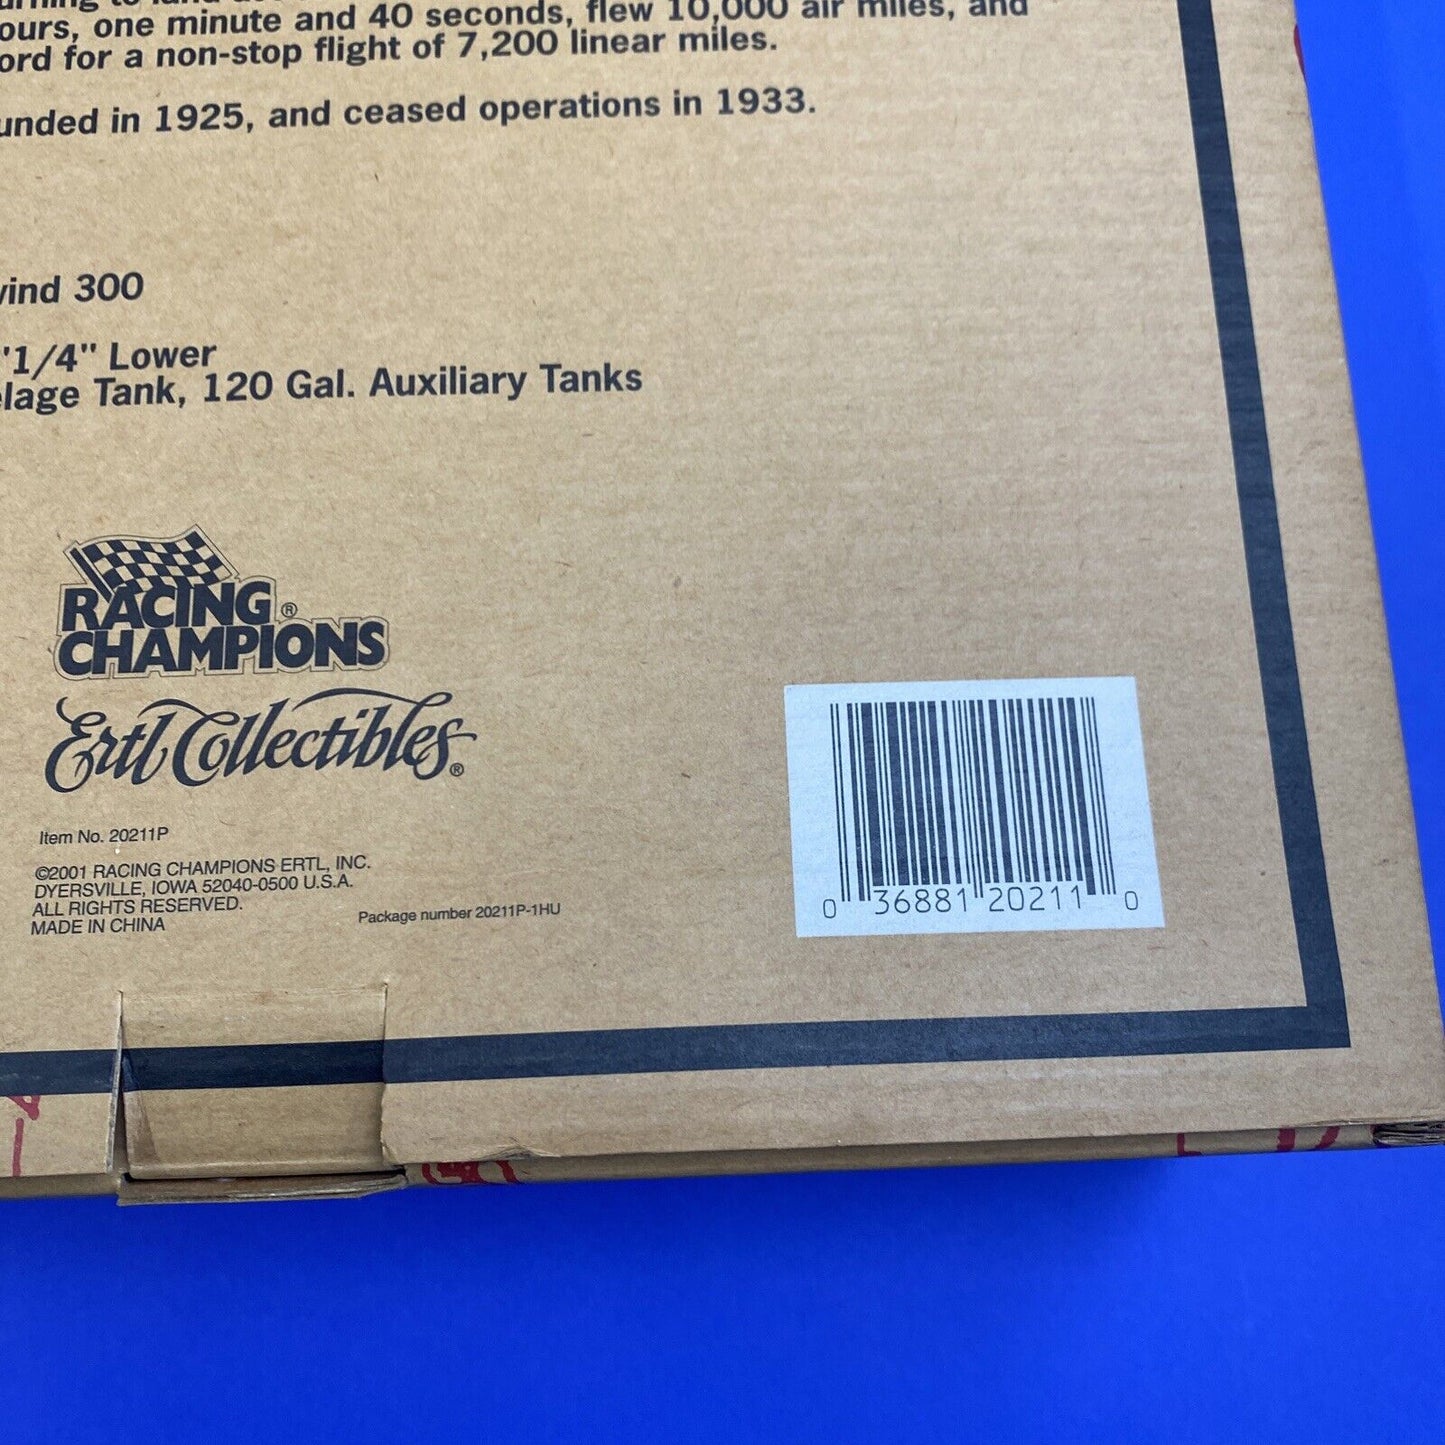 ours, one minute and 40 seconds, flew 10,000 air miles, and
ord for a non-stop flight of 7,200 linear miles.
unded in 1925, and ceased operations in 1933.
wind 300
'1/4" Lower
elage Tank, 120 Gal. Auxiliary Tanks
RACING
CHAMPIONS®
Ertl Collectibles®
Item No. 20211P
©2001 RACING CHAMPIONS ERTL, INC.
DYERSVILLE, IOWA 52040-0500 U.S.A.
ALL RIGHTS RESERVED.
MADE IN CHINA
Package number 20211P-1HU
0 36881 20211 0